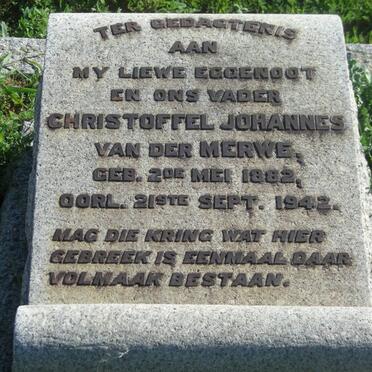 TER GEDAGTENIS
AAN
MY LIEWE EGGENOOT
EN ONS VADER
CHRISTOFFEL JOHANNES
VAN DER MERWE,
GEB. 2DE MEI 1882,
OORL. 21STE SEPT. 1942.
MAG DIE KRING WAT HIER
GEBREEK IS EENMAAL DAAR
VOLMAAK BESTAAN.